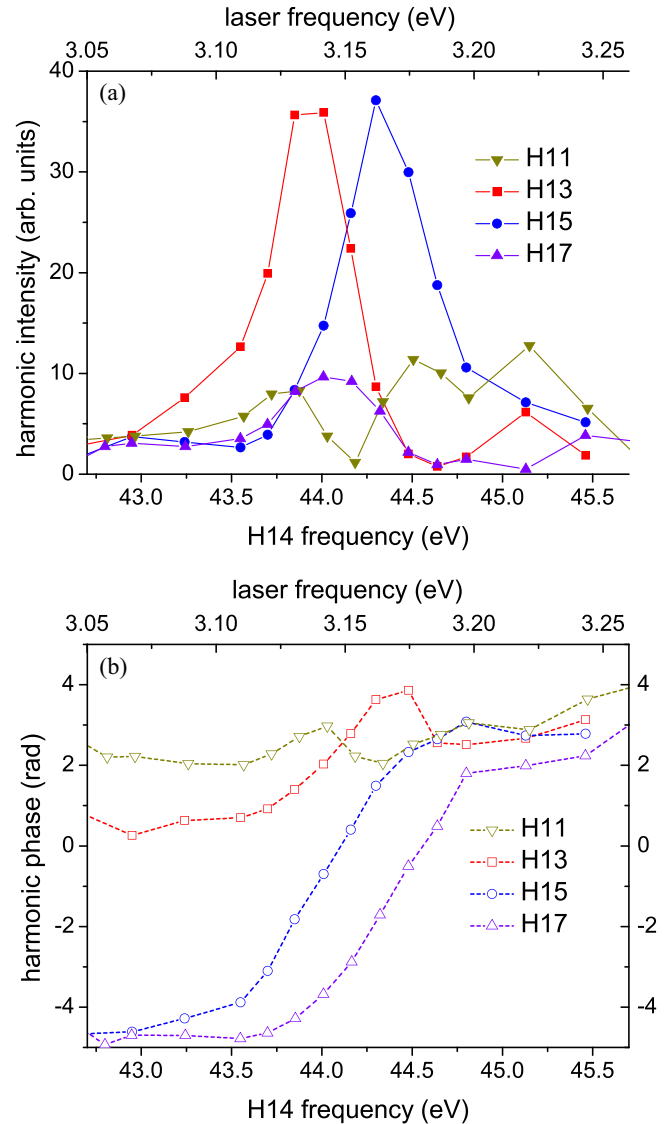 laser frequency (eV)
3.05 3.10 3.15 3.20 3.25
(a)
40
30
20
10
0
harmonic intensity (arb. units)
H11
H13
H15
H17
43.0 43.5 44.0 44.5 45.0 45.5
H14 frequency (eV)
laser frequency (eV)
3.05 3.10 3.15 3.20 3.25
(b)
4 4
2 2
0 0
-2 -2
-4 -4
harmonic phase (rad)
H11
H13
H15
H17
43.0 43.5 44.0 44.5 45.0 45.5
H14 frequency (eV)